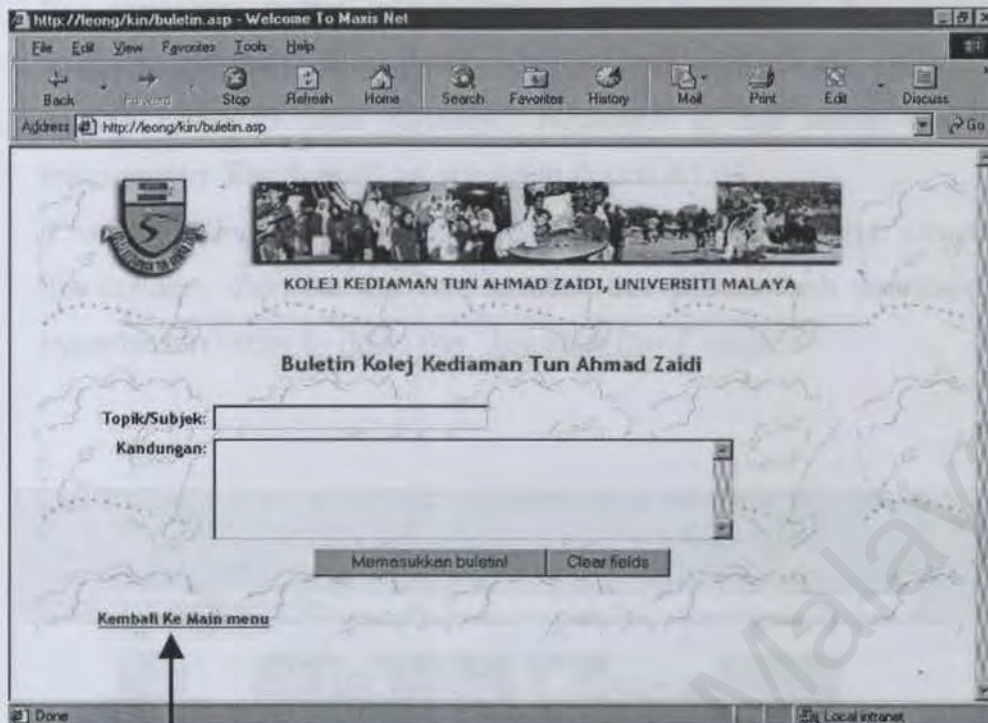 http://leong/kin/buletin.asp - Welcome To Maxis Net
File Edit View Favorites Tools Help
Back Forward Stop Refresh Home Search Favorites History Mail Print Edit Discuss
Address http://leong/kin/buletin.asp Go
KOLEJ KEDIAMAN TUN AHMAD ZAIDI, UNIVERSITI MALAYA
Buletin Kolej Kediaman Tun Ahmad Zaidi
Topik/Subjek:
Kandungan:
Memasukkan buletin! Clear fields
Kembali Ke Main menu
Done Local intranet
Malay